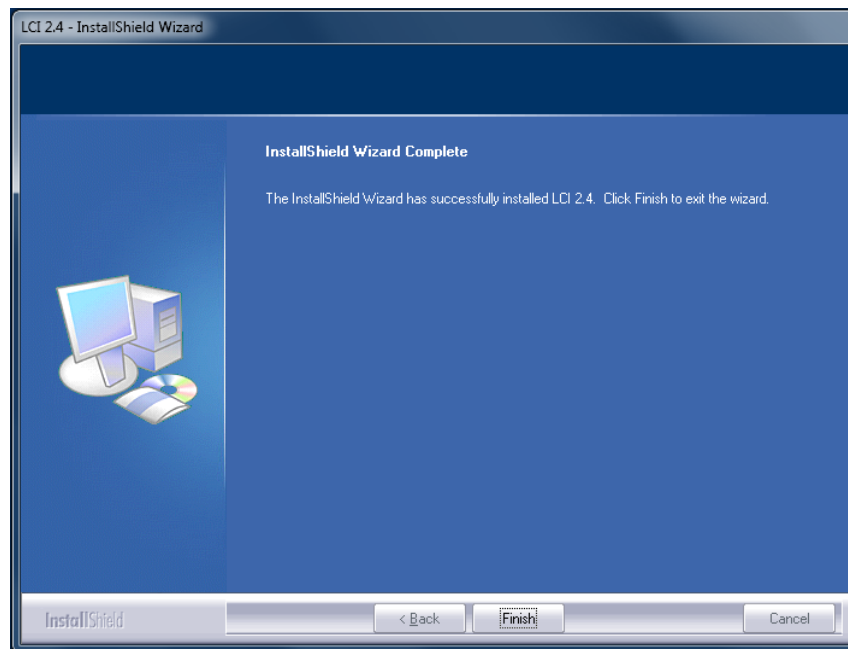 LCI 2.4 - InstallShield Wizard
InstallShield Wizard Complete
The InstallShield Wizard has successfully installed LCI 2.4. Click Finish to exit the wizard.
InstallShield
< Back
Finish
Cancel